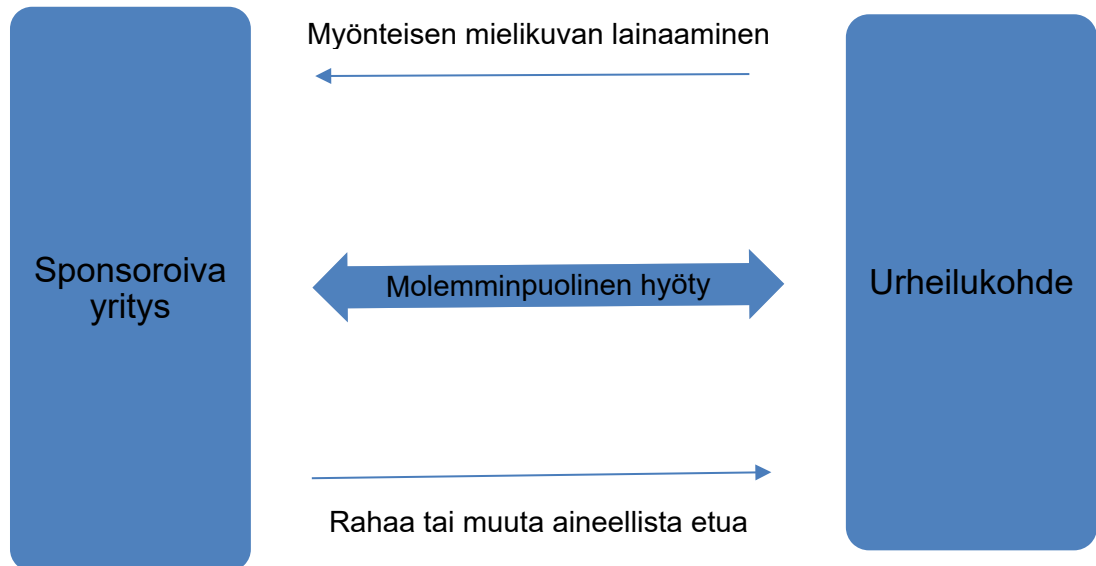 Myönteisen mielikuvan lainaaminen
Sponsoroiva
yritys
Molemminpuolinen hyöty
Urheilukohde
Rahaa tai muuta aineellista etua